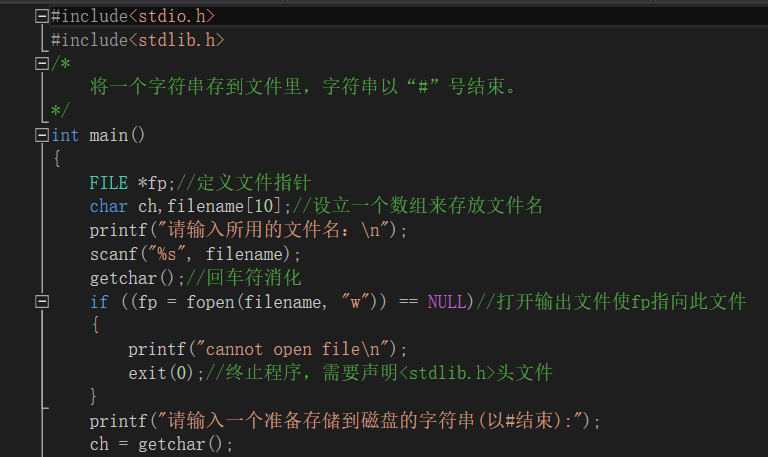 #include<stdio.h>
#include<stdlib.h>
/*
    将一个字符串存到文件里，字符串以“#”号结束。
*/
int main()
{
    FILE *fp;//定义文件指针
    char ch,filename[10];//设立一个数组来存放文件名
    printf("请输入所用的文件名：\n");
    scanf("%s", filename);
    getchar();//回车符消化
    if ((fp = fopen(filename, "w")) == NULL)//打开输出文件使fp指向此文件
    {
        printf("cannot open file\n");
        exit(0);//终止程序，需要声明<stdlib.h>头文件
    }
    printf("请输入一个准备存储到磁盘的字符串(以#结束):");
    ch = getchar();